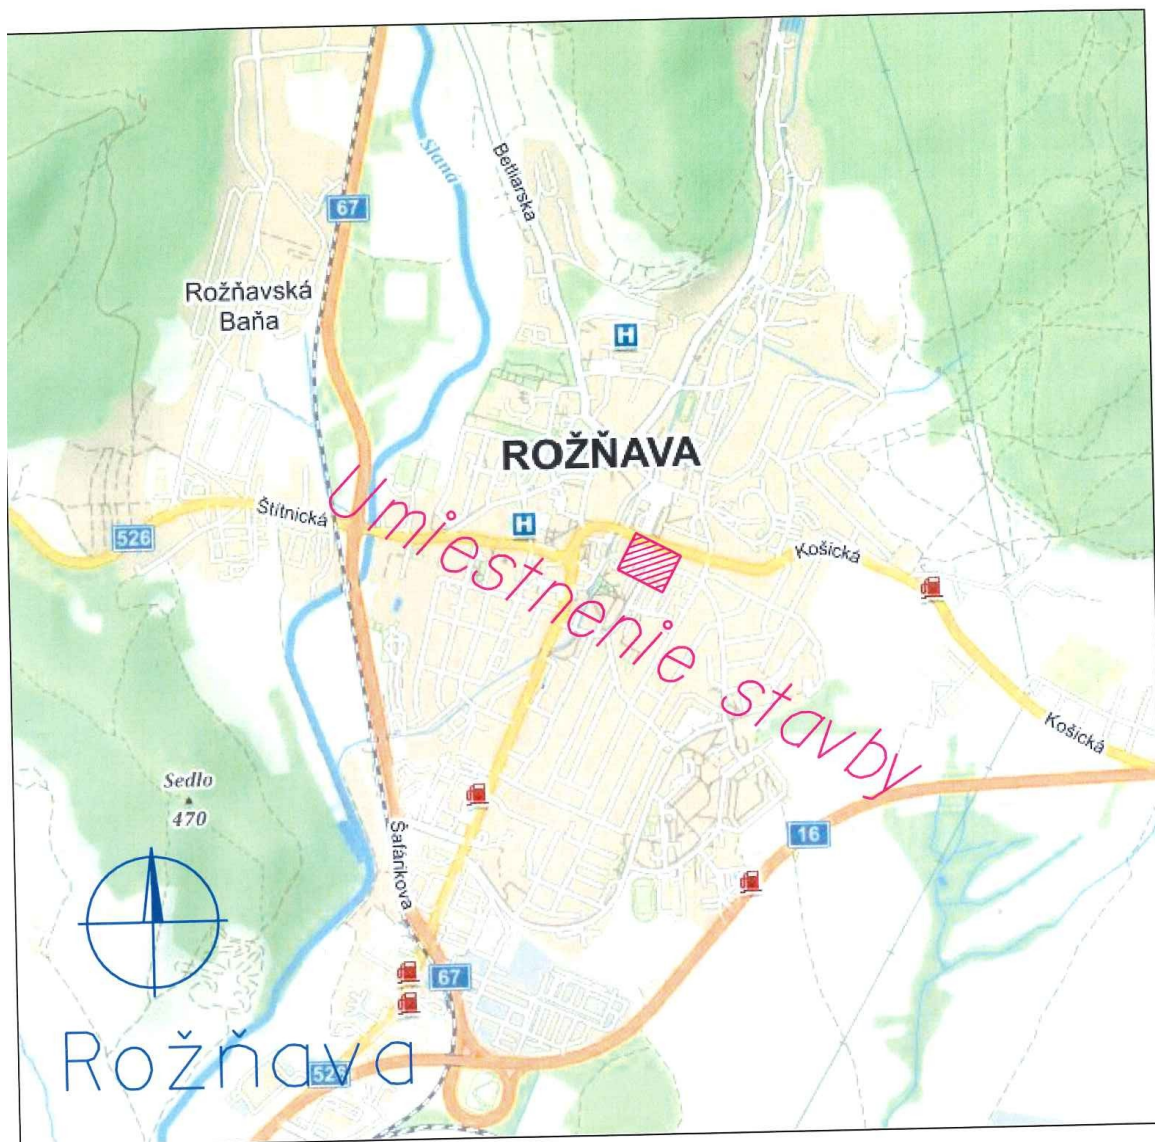 Slaná
Betliarska
67
Rožňavská
Baňa
H
ROŽŇAVA
Štítnická
526
H
Umiestnenie stavby
Košická
Košická
Sedlo
470
16
Šafárikova
67
Rožňava
526